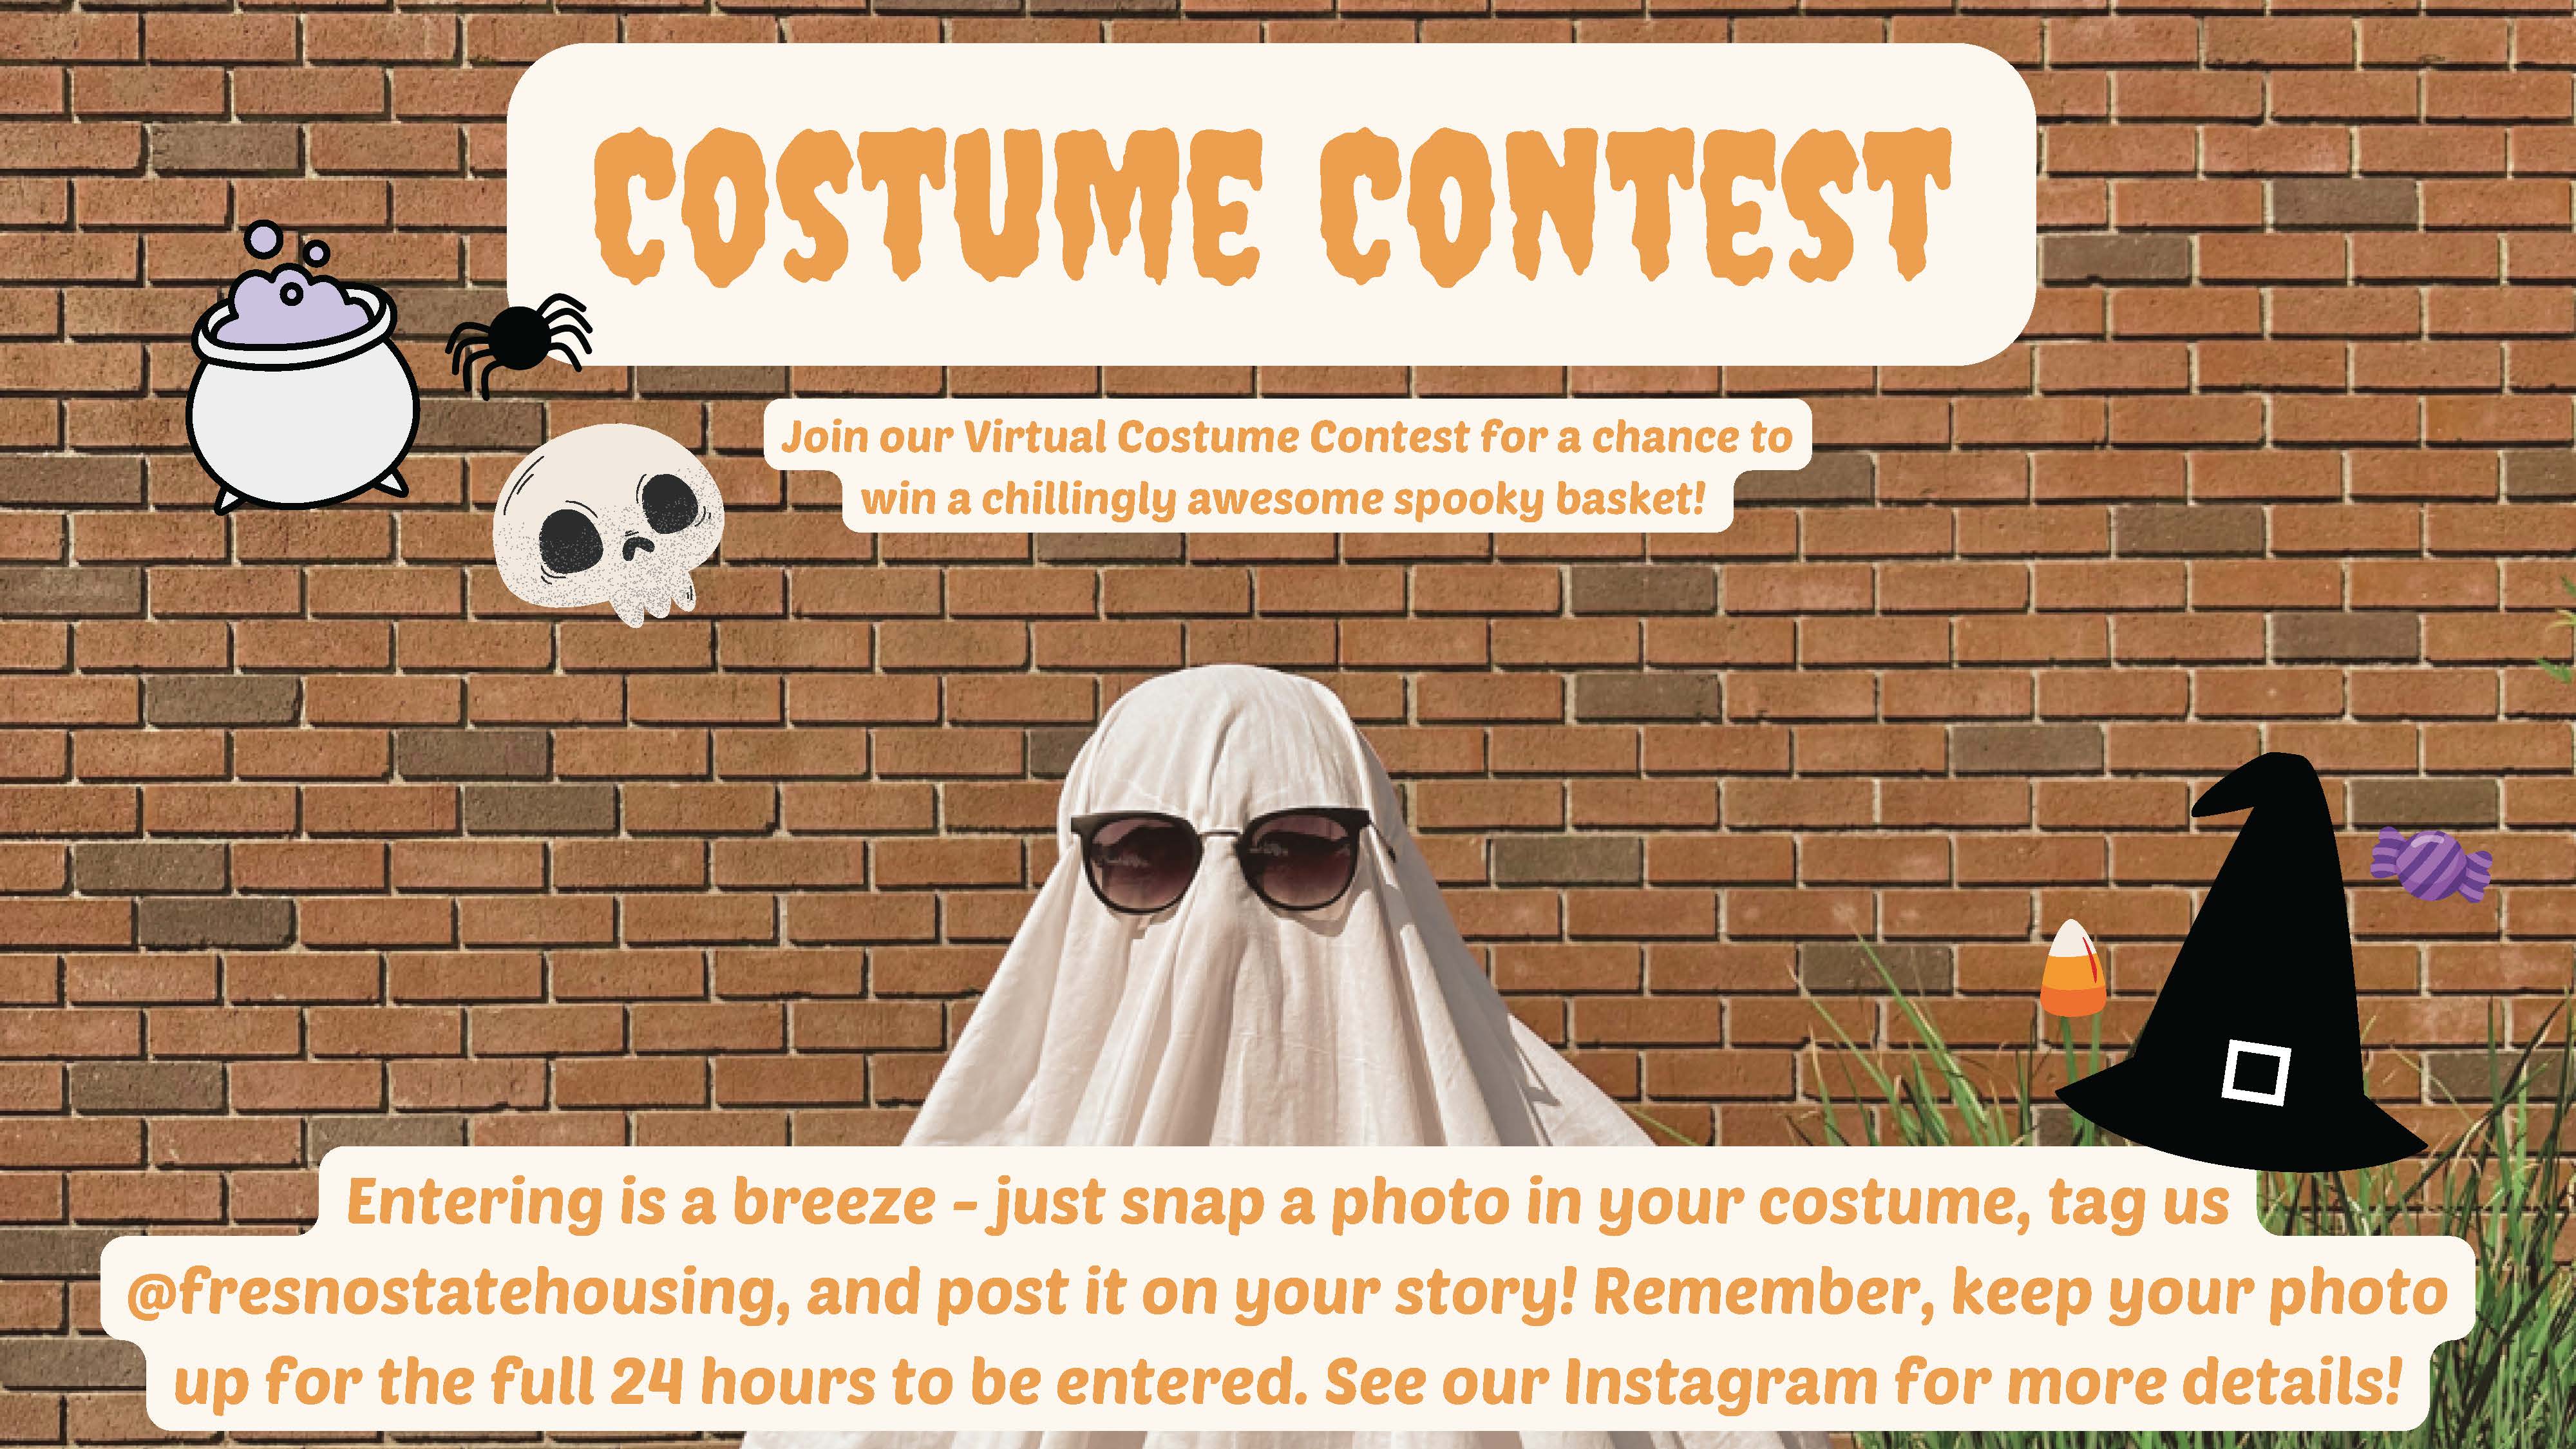 COSTUME CONTEST
Join our Virtual Costume Contest for a chance to
win a chillingly awesome spooky basket!
Entering is a breeze - just snap a photo in your costume, tag us
@fresnostatehousing, and post it on your story! Remember, keep your photo
up for the full 24 hours to be entered. See our Instagram for more details!